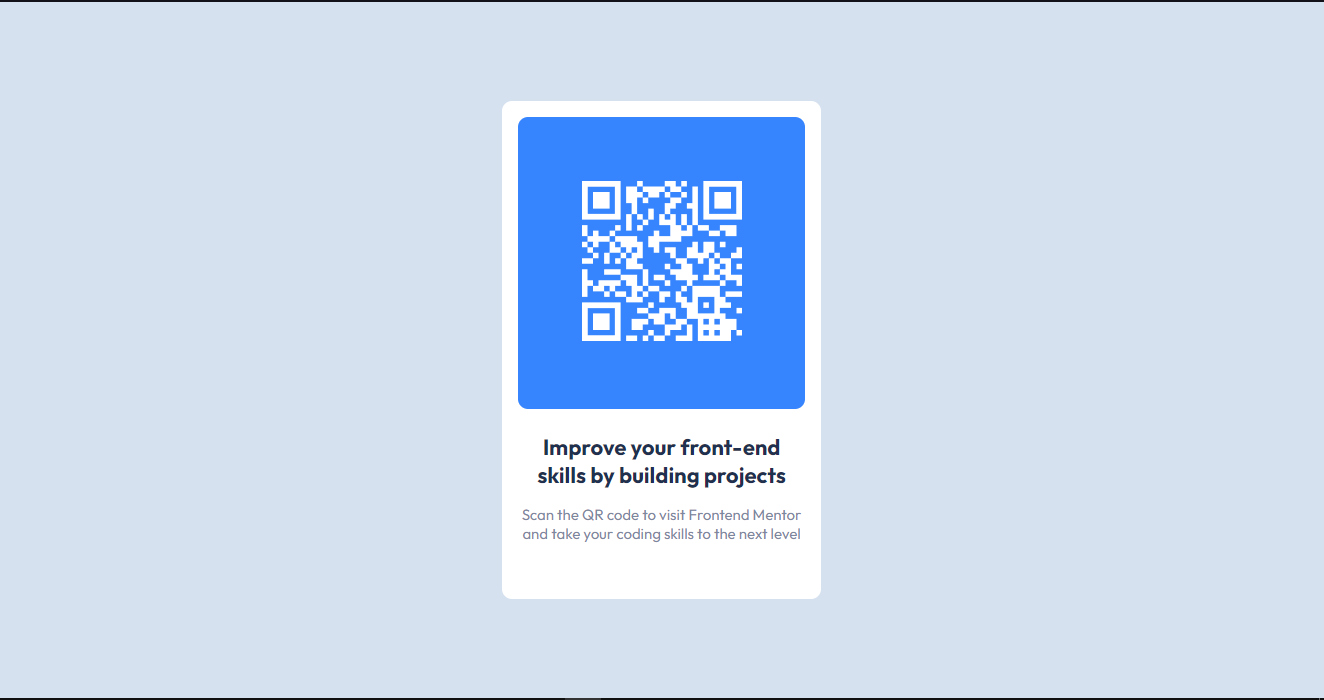 Improve your front-end
skills by building projects
Scan the QR code to visit Frontend Mentor
and take your coding skills to the next level